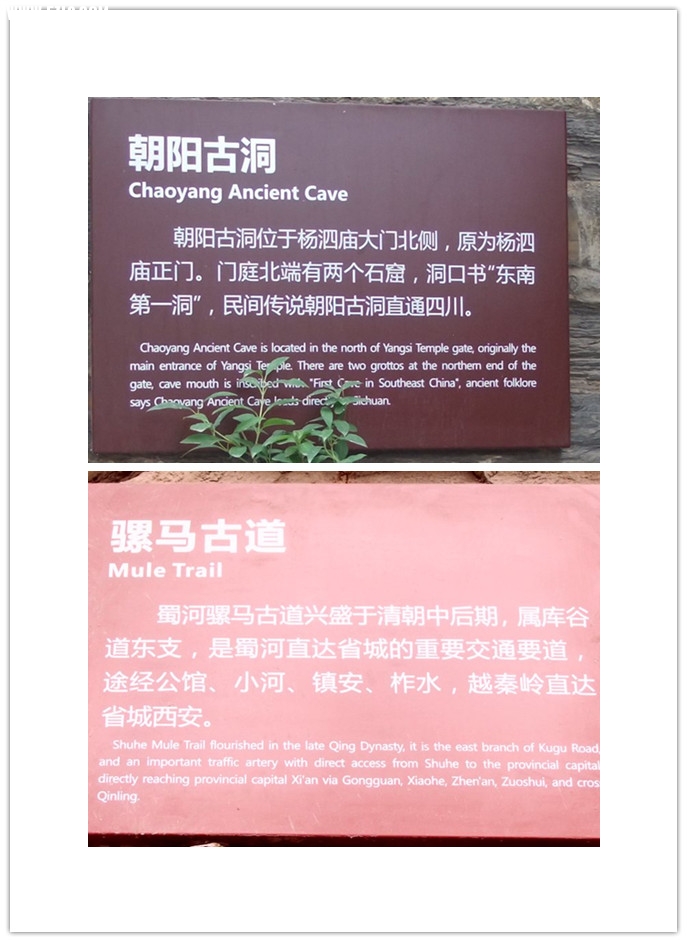 朝阳古洞
Chaoyang Ancient Cave
朝阳古洞位于杨泗庙大门北侧，原为杨泗
庙正门。门庭北端有两个石窟，洞口书“东南
第一洞”，民间传说朝阳古洞直通四川。
Chaoyang Ancient Cave is located in the north of Yangsi Temple gate, originally the
main entrance of Yangsi Temple. There are two grottos at the northern end of the
gate, cave mouth is inscribed with "First Cave in Southeast China", ancient folklore
says Chaoyang Ancient Cave leads directly to Sichuan.
骡马古道
Mule Trail
蜀河骡马古道兴盛于清朝中后期，属库谷
道东支，是蜀河直达省城的重要交通要道，
途经公馆、小河、镇安、柞水，越秦岭直达
省城西安。
Shuhe Mule Trail flourished in the late Qing Dynasty, it is the east branch of Kugu Road,
and an important traffic artery with direct access from Shuhe to the provincial capital
directly reaching provincial capital Xi'an via Gongguan, Xiaohe, Zhen'an, Zuoshui, and cros
Qinling.